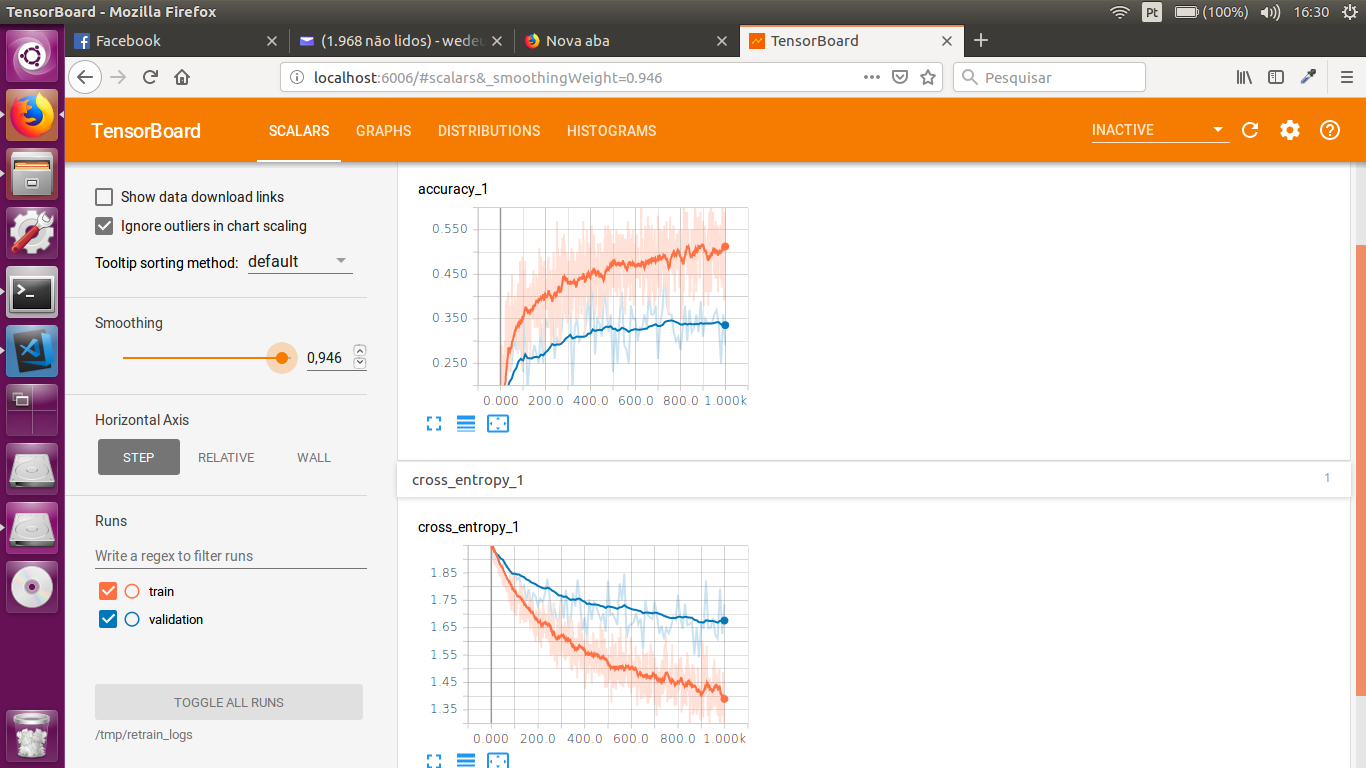 TensorBoard - Mozilla Firefox
Pt (100%) 16:30
Facebook
(1.968 não lidos) - wedeu
Nova aba
TensorBoard
localhost:6006/#scalars&_smoothingWeight=0.946
Pesquisar
TensorBoard
SCALARS GRAPHS DISTRIBUTIONS HISTOGRAMS
INACTIVE
Show data download links
Ignore outliers in chart scaling
Tooltip sorting method: default
Smoothing
0,946
Horizontal Axis
STEP RELATIVE WALL
Runs
Write a regex to filter runs
train
validation
TOGGLE ALL RUNS
/tmp/retrain_logs
accuracy_1
0.550
0.450
0.350
0.250
0.000 200.0 400.0 600.0 800.0 1.000k
cross_entropy_1 1
cross_entropy_1
1.85
1.75
1.65
1.55
1.45
1.35
0.000 200.0 400.0 600.0 800.0 1.000k